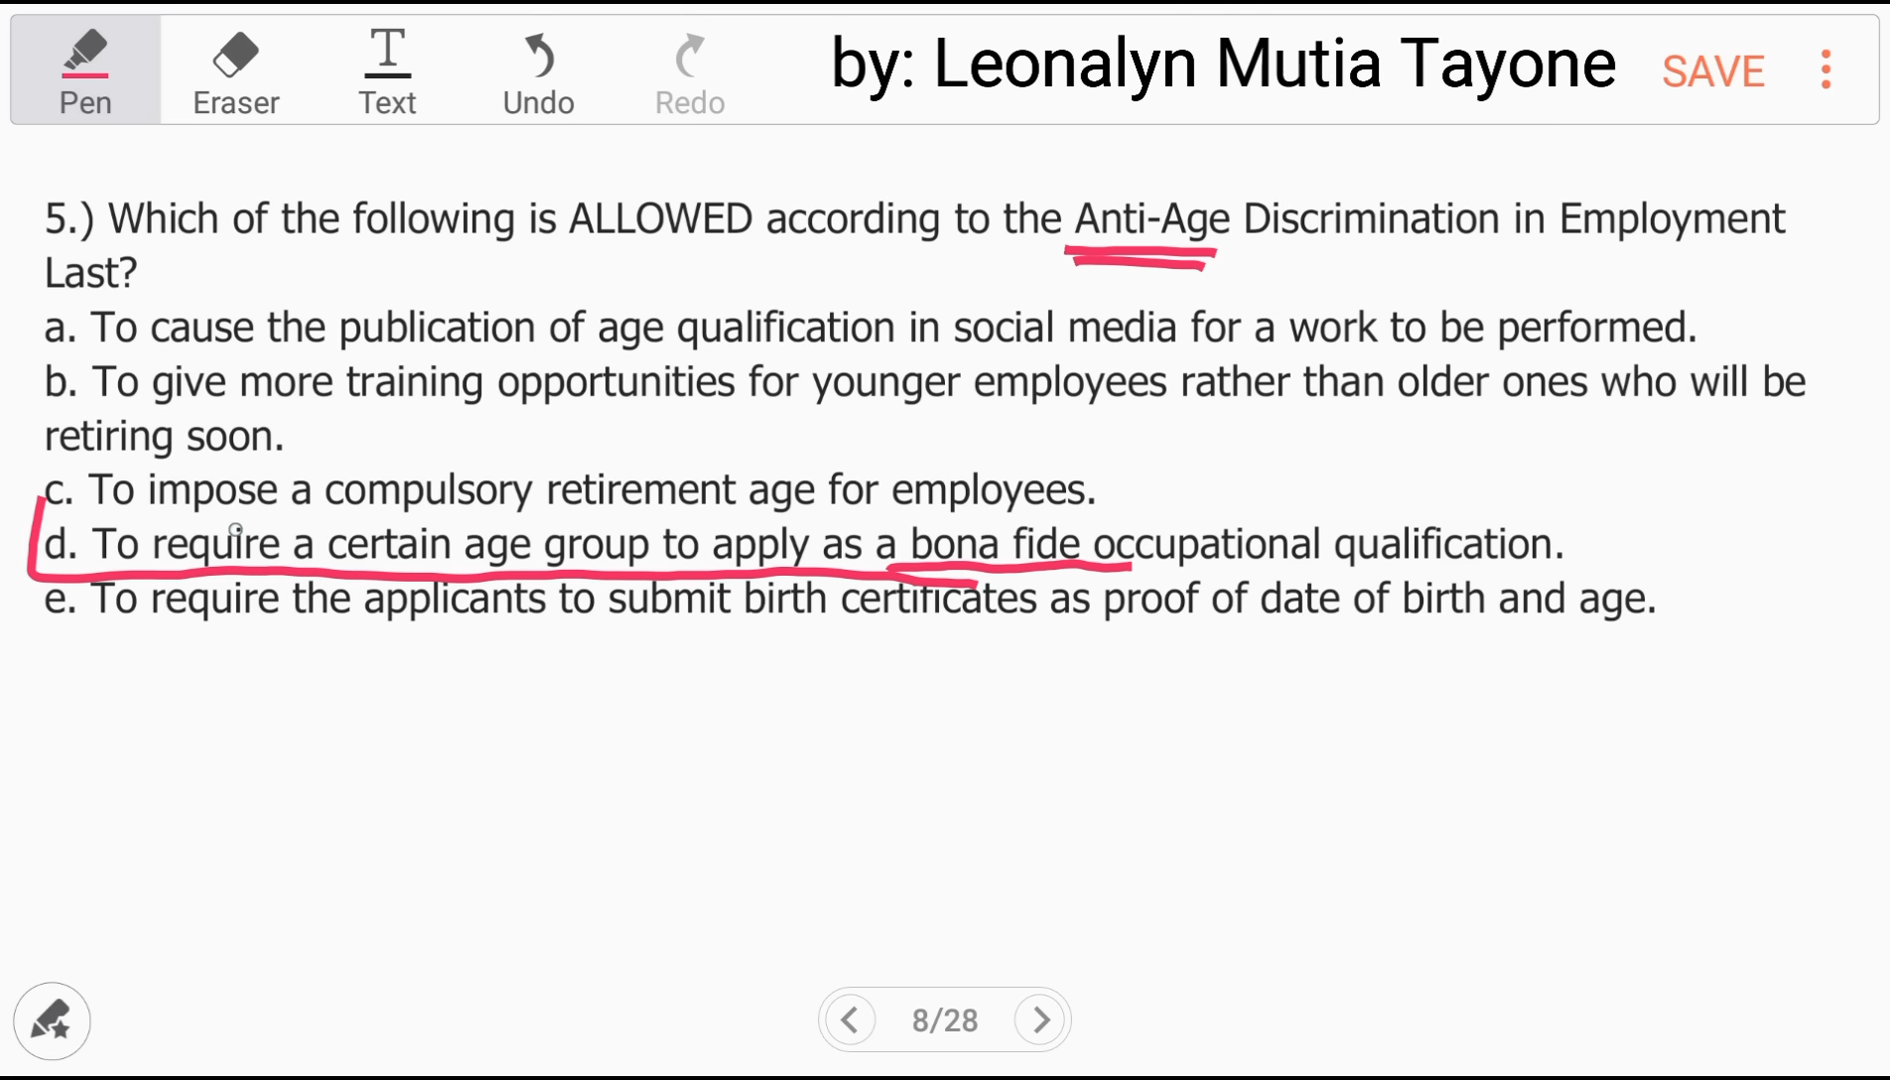 Pen
Eraser
Text
Undo
Redo
by: Leonalyn Mutia Tayone
SAVE
5.) Which of the following is ALLOWED according to the Anti-Age Discrimination in Employment
Last?
a. To cause the publication of age qualification in social media for a work to be performed.
b. To give more training opportunities for younger employees rather than older ones who will be
retiring soon.
c. To impose a compulsory retirement age for employees.
d. To require a certain age group to apply as a bona fide occupational qualification.
e. To require the applicants to submit birth certificates as proof of date of birth and age.
8/28